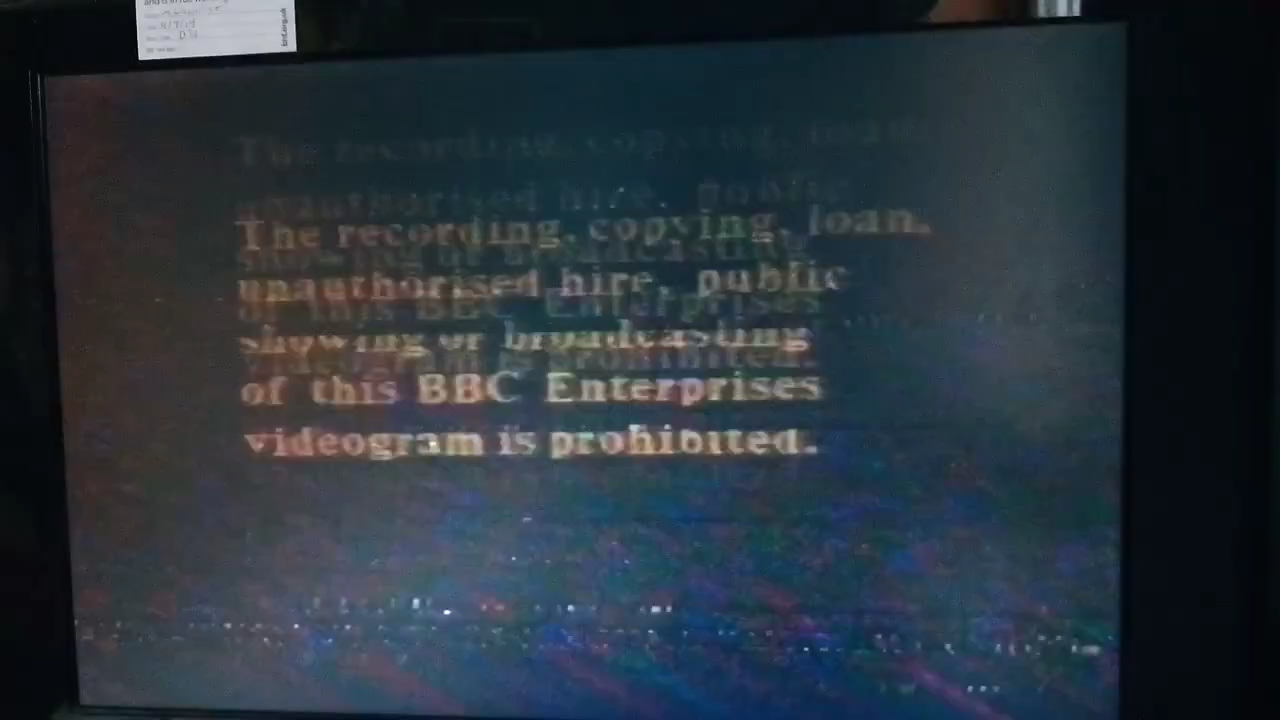 The recording, copying, loan,
unauthorised hire, public
showing or broadcasting
of this BBC Enterprises
videogram is prohibited.